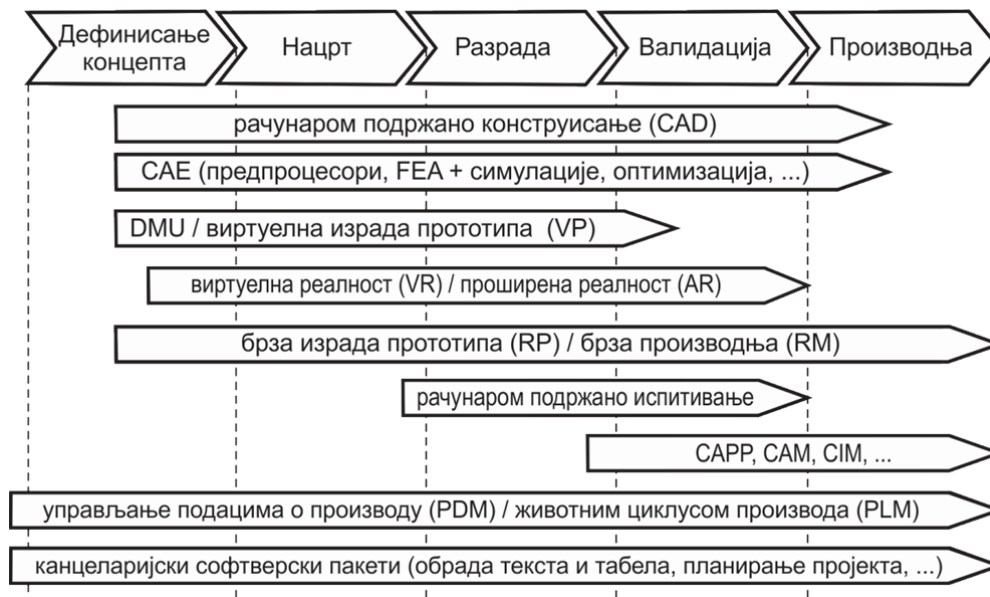 Дефинисање
концепта
Нацрт
Разрада
Валидација
Производња
рачунаром подржано конструисање (CAD)
CAE (предпроцесори, FEA + симулације, оптимизација, ...)
DMU / виртуелна израда прототипа (VP)
виртуелна реалност (VR) / проширена реалност (AR)
брза израда прототипа (RP) / брза производња (RM)
рачунаром подржано испитивање
CAPP, CAM, CIM, ...
управљање подацима о производу (PDM) / животним циклусом производа (PLM)
канцеларијски софтверски пакети (обрада текста и табела, планирање пројекта, ...)